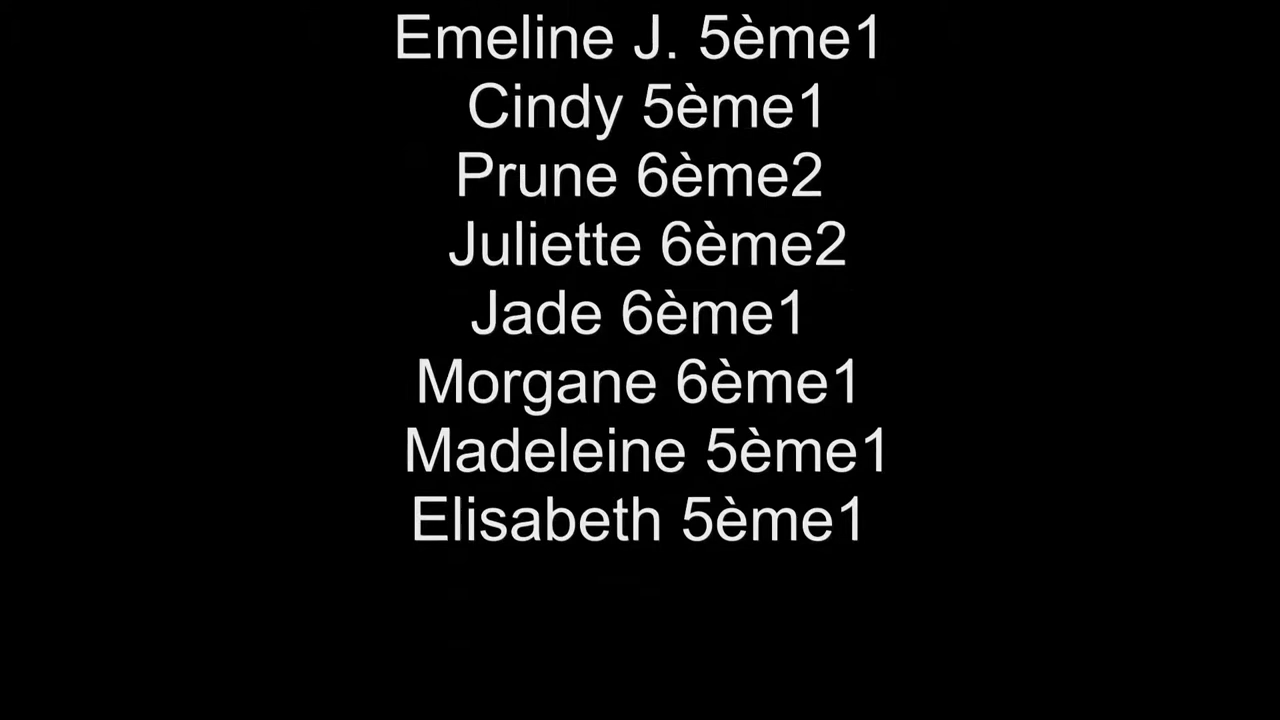 Emeline J. 5ème1
Cindy 5ème1
Prune 6ème2
Juliette 6ème2
Jade 6ème1
Morgane 6ème1
Madeleine 5ème1
Elisabeth 5ème1